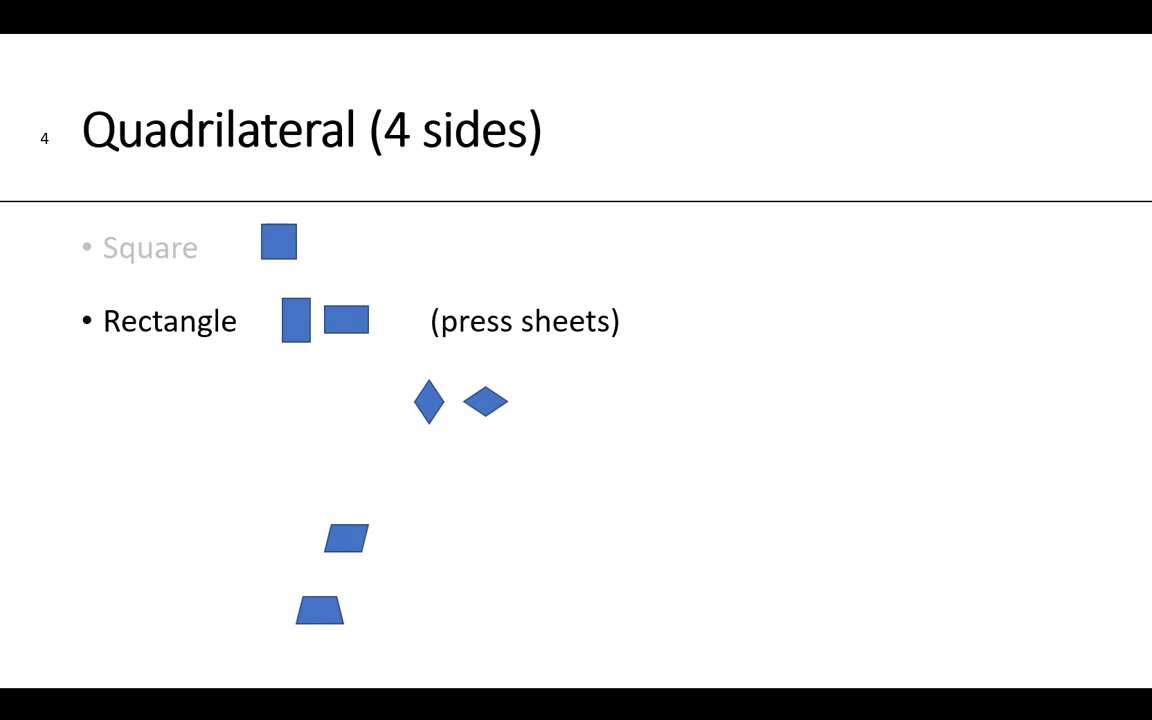 4
Quadrilateral (4 sides)
• Square
• Rectangle (press sheets)